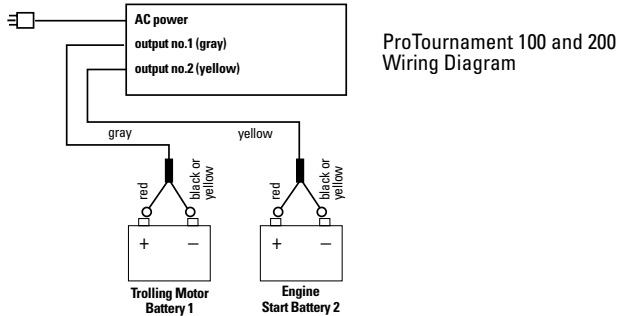 AC power
output no.1 (gray)
output no.2 (yellow)
ProTournament 100 and 200
Wiring Diagram
gray
yellow
red
black or
yellow
red
black or
yellow
+
–
+
–
Trolling Motor
Battery 1
Engine
Start Battery 2